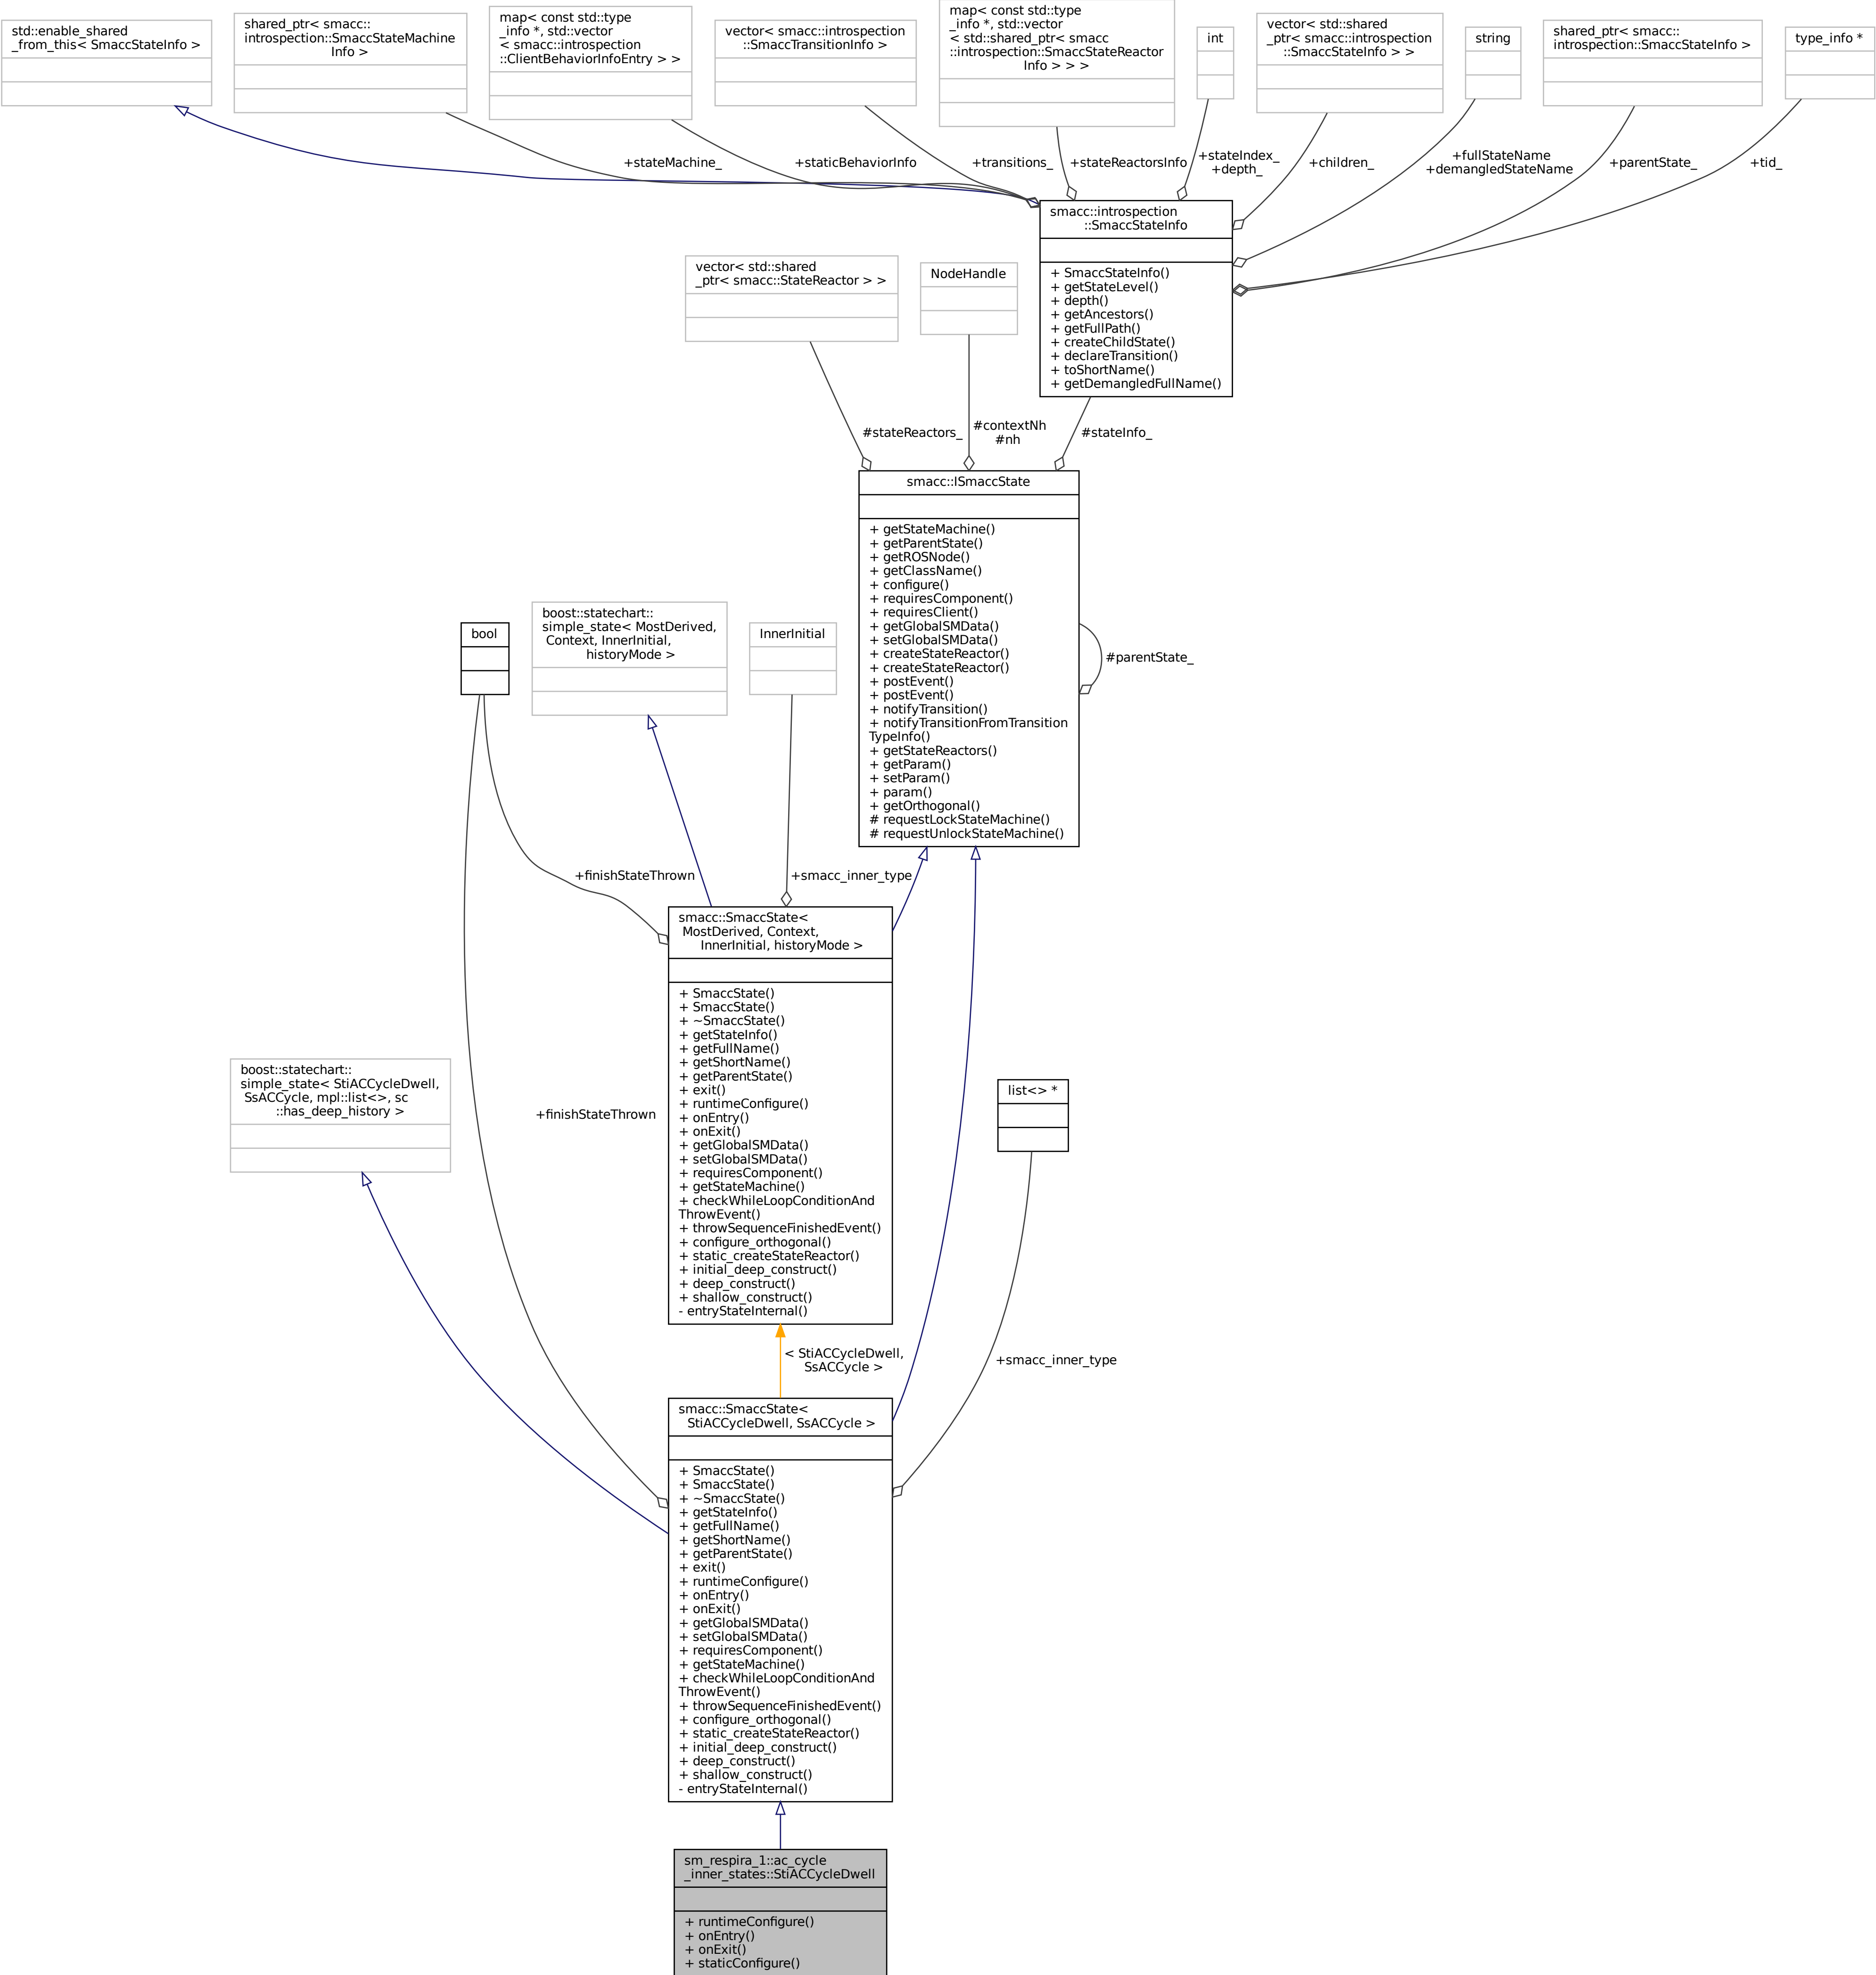 std::enable_shared
_from_this< SmaccStateInfo >
shared_ptr< smacc::
introspection::SmaccStateMachine
Info >
map< const std::type
_info *, std::vector
< smacc::introspection
::ClientBehaviorInfoEntry > >
vector< smacc::introspection
::SmaccTransitionInfo >
map< const std::type
_info *, std::vector
< std::shared_ptr< smacc
::introspection::SmaccStateReactor
Info > > >
int
vector< std::shared
_ptr< smacc::introspection
::SmaccStateInfo > >
string
shared_ptr< smacc::
introspection::SmaccStateInfo >
type_info *
+stateMachine_
+staticBehaviorInfo
+transitions_
+stateReactorsInfo
+stateIndex_
+depth_
+children_
+fullStateName
+demangledStateName
+parentState_
+tid_
smacc::introspection
::SmaccStateInfo
+ SmaccStateInfo()
+ getStateLevel()
+ depth()
+ getAncestors()
+ getFullPath()
+ createChildState()
+ declareTransition()
+ toShortName()
+ getDemangledFullName()
vector< std::shared
_ptr< smacc::StateReactor > >
NodeHandle
#stateReactors_
#contextNh
#nh
#stateInfo_
smacc::ISmaccState
+ getStateMachine()
+ getParentState()
+ getROSNode()
+ getClassName()
+ configure()
+ requiresComponent()
+ requiresClient()
+ getGlobalSMData()
+ setGlobalSMData()
+ createStateReactor()
+ createStateReactor()
+ postEvent()
+ postEvent()
+ notifyTransition()
+ notifyTransitionFromTransition
TypeInfo()
+ getStateReactors()
+ getParam()
+ setParam()
+ param()
+ getOrthogonal()
# requestLockStateMachine()
# requestUnlockStateMachine()
#parentState_
bool
boost::statechart::
simple_state< MostDerived,
Context, InnerInitial,
historyMode >
InnerInitial
+finishStateThrown
+smacc_inner_type
smacc::SmaccState<
MostDerived, Context,
InnerInitial, historyMode >
+ SmaccState()
+ SmaccState()
+ ~SmaccState()
+ getStateInfo()
+ getFullName()
+ getShortName()
+ getParentState()
+ exit()
+ runtimeConfigure()
+ onEntry()
+ onExit()
+ getGlobalSMData()
+ setGlobalSMData()
+ requiresComponent()
+ getStateMachine()
+ checkWhileLoopConditionAnd
ThrowEvent()
+ throwSequenceFinishedEvent()
+ configure_orthogonal()
+ static_createStateReactor()
+ initial_deep_construct()
+ deep_construct()
+ shallow_construct()
- entryStateInternal()
boost::statechart::
simple_state< StiACCycleDwell,
SsACCycle, mpl::list<>, sc
::has_deep_history >
+finishStateThrown
list<> *
< StiACCycleDwell,
SsACCycle >
+smacc_inner_type
smacc::SmaccState<
StiACCycleDwell, SsACCycle >
+ SmaccState()
+ SmaccState()
+ ~SmaccState()
+ getStateInfo()
+ getFullName()
+ getShortName()
+ getParentState()
+ exit()
+ runtimeConfigure()
+ onEntry()
+ onExit()
+ getGlobalSMData()
+ setGlobalSMData()
+ requiresComponent()
+ getStateMachine()
+ checkWhileLoopConditionAnd
ThrowEvent()
+ throwSequenceFinishedEvent()
+ configure_orthogonal()
+ static_createStateReactor()
+ initial_deep_construct()
+ deep_construct()
+ shallow_construct()
- entryStateInternal()
sm_respira_1::ac_cycle
_inner_states::StiACCycleDwell
+ runtimeConfigure()
+ onEntry()
+ onExit()
+ staticConfigure()